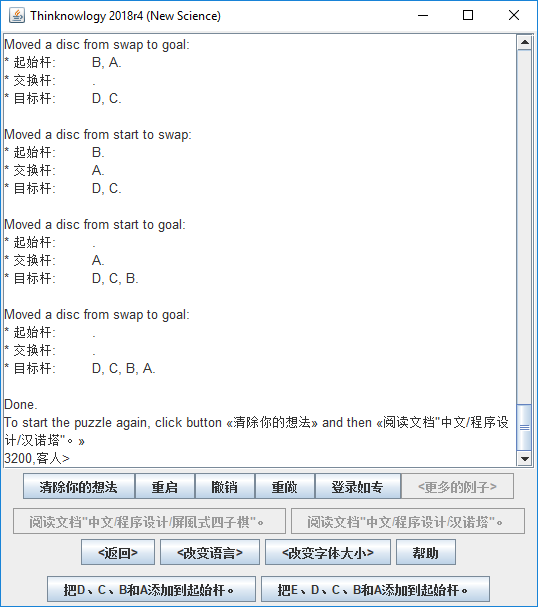 Thinknowlogy 2018r4 (New Science)
Moved a disc from swap to goal:
* 起始杆: B, A.
* 交换杆: .
* 目标杆: D, C.
Moved a disc from start to swap:
* 起始杆: B.
* 交换杆: A.
* 目标杆: D, C.
Moved a disc from start to goal:
* 起始杆: .
* 交换杆: A.
* 目标杆: D, C, B.
Moved a disc from swap to goal:
* 起始杆: .
* 交换杆: .
* 目标杆: D, C, B, A.
Done.
To start the puzzle again, click button «清除你的想法» and then «阅读文档"中文/程序设
计/汉诺塔"。»
3200,客人>
清除你的想法 重启 撤销 重做 登录如专 <更多的例子>
阅读文档"中文/程序设计/屏風式四子棋"。 阅读文档"中文/程序设计/汉诺塔"。
<返回> <改变语言> <改变字体大小> 帮助
把D、C、B和A添加到起始杆。 把E、D、C、B和A添加到起始杆。